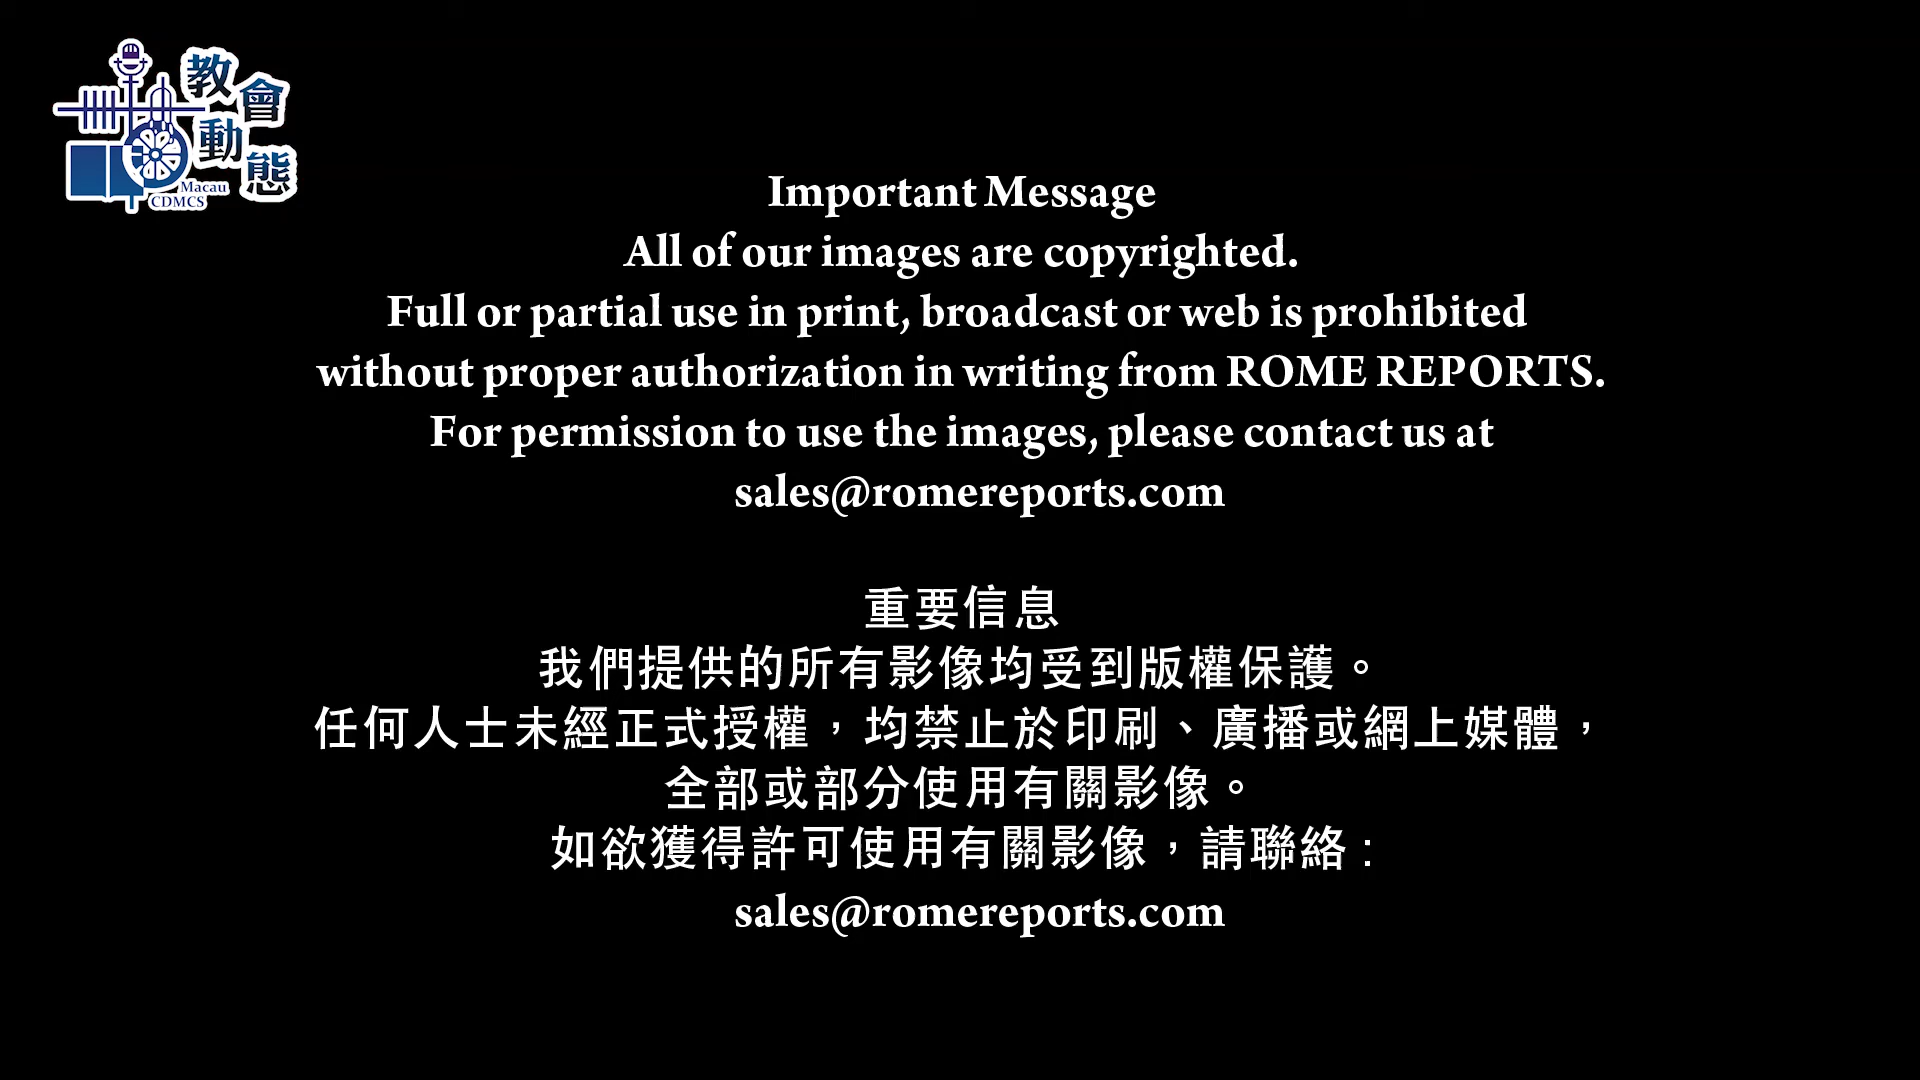 教會動態
Macau
CDMCS
Important Message
All of our images are copyrighted.
Full or partial use in print, broadcast or web is prohibited
without proper authorization in writing from ROME REPORTS.
For permission to use the images, please contact us at
sales@romereports.com
重要信息
我們提供的所有影像均受到版權保護。
任何人士未經正式授權，均禁止於印刷、廣播或網上媒體，
全部或部分使用有關影像。
如欲獲得許可使用有關影像，請聯絡：
sales@romereports.com